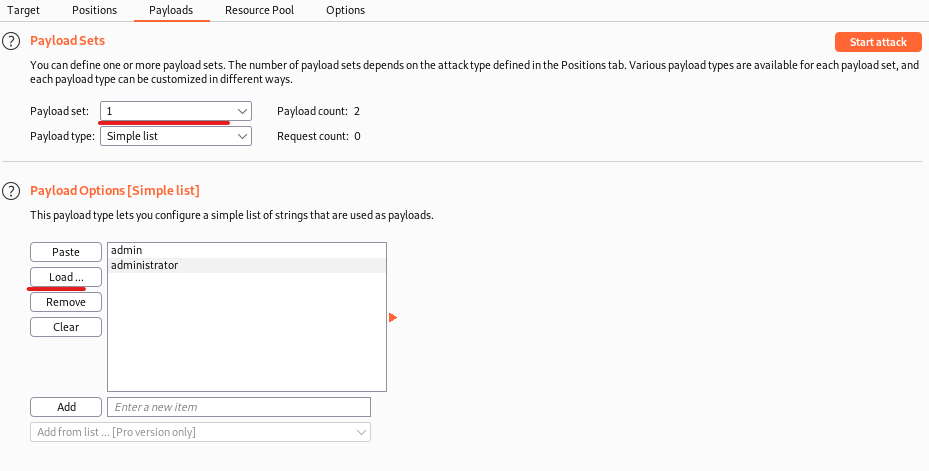 Target Positions Payloads Resource Pool Options
? Payload Sets Start attack
You can define one or more payload sets. The number of payload sets depends on the attack type defined in the Positions tab. Various payload types are available for each payload set, and
each payload type can be customized in different ways.
Payload set: 1 Payload count: 2
Payload type: Simple list Request count: 0
? Payload Options [Simple list]
This payload type lets you configure a simple list of strings that are used as payloads.
Paste admin
administrator
Load ...
Remove
Clear
Add Enter a new item
Add from list ... [Pro version only]